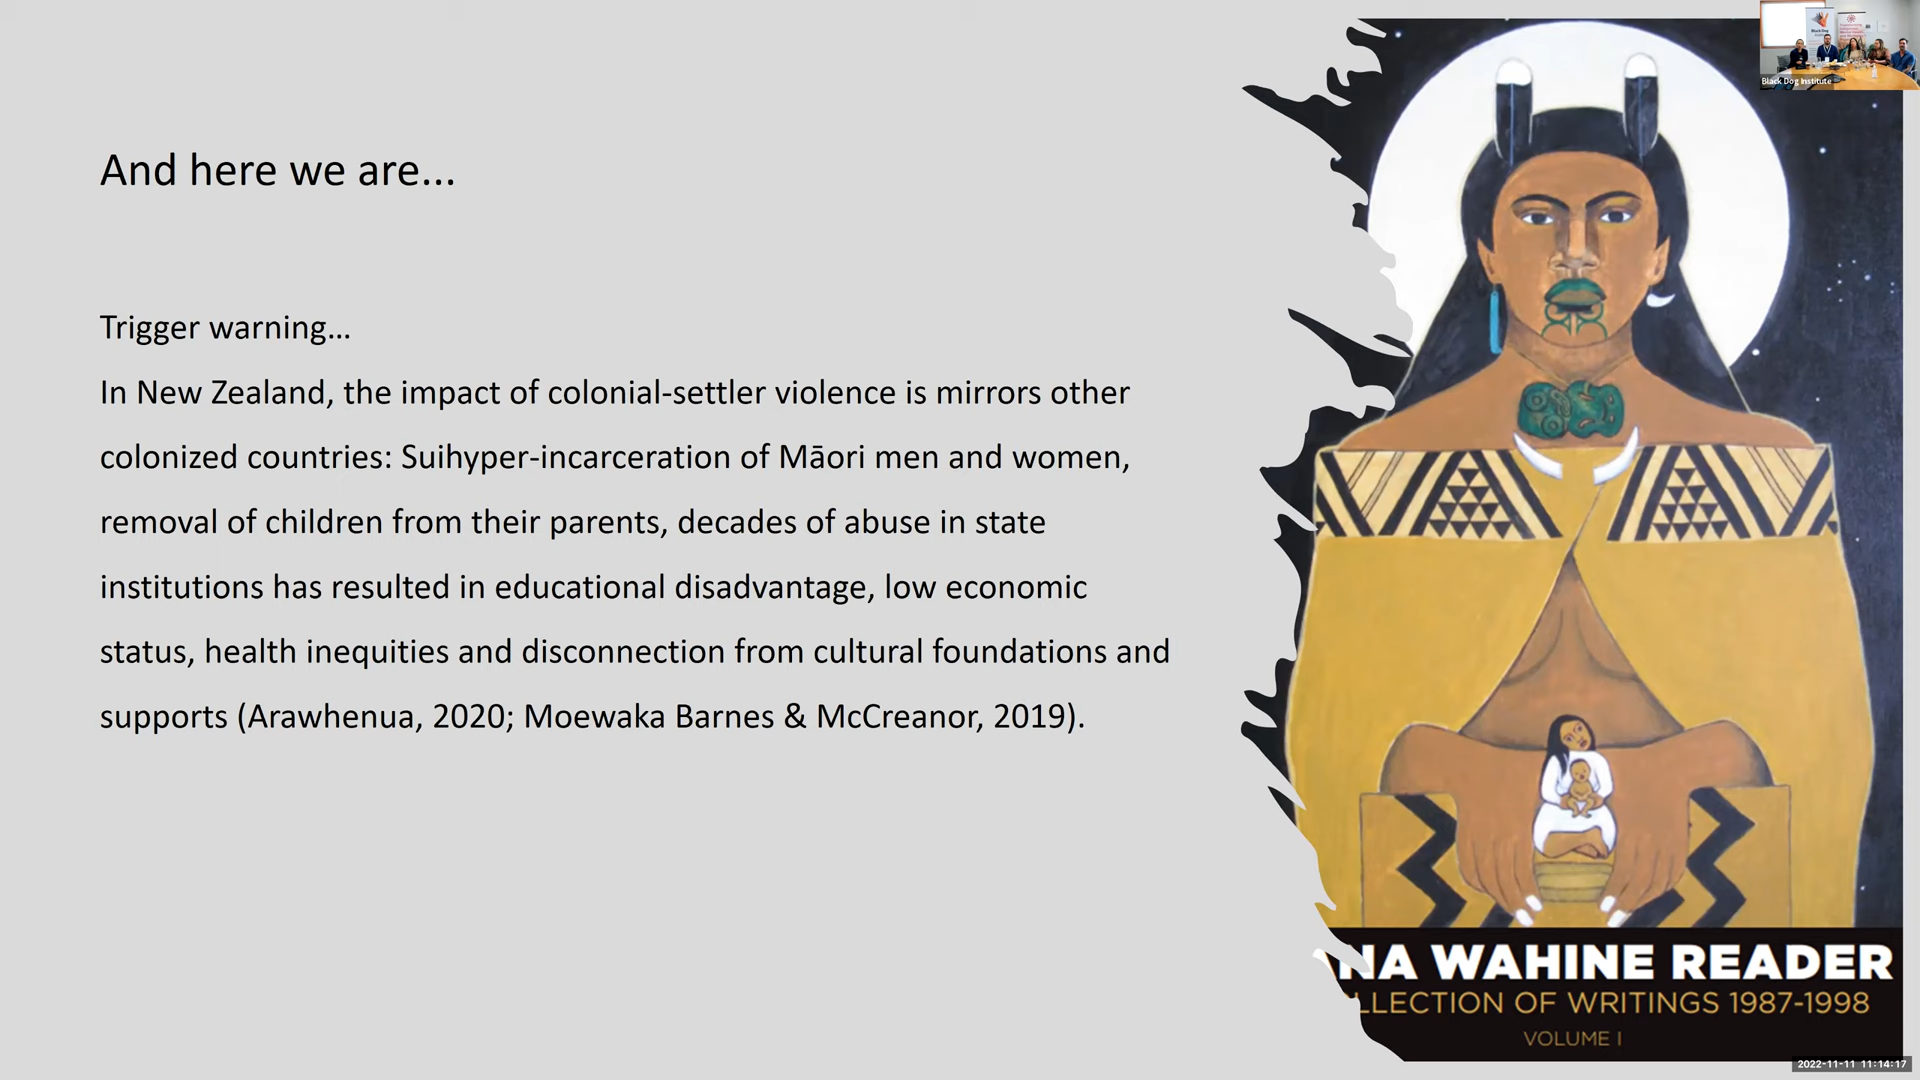 And here we are...
Trigger warning...
In New Zealand, the impact of colonial-settler violence is mirrors other
colonized countries: Suihyper-incarceration of Māori men and women,
removal of children from their parents, decades of abuse in state
institutions has resulted in educational disadvantage, low economic
status, health inequities and disconnection from cultural foundations and
supports (Arawhenua, 2020; Moewaka Barnes & McCreanor, 2019).
NA WAHINE READER
LLECTION OF WRITINGS 1987-1998
VOLUME I
Black Dog Institute
2022-11-11 11:14:17